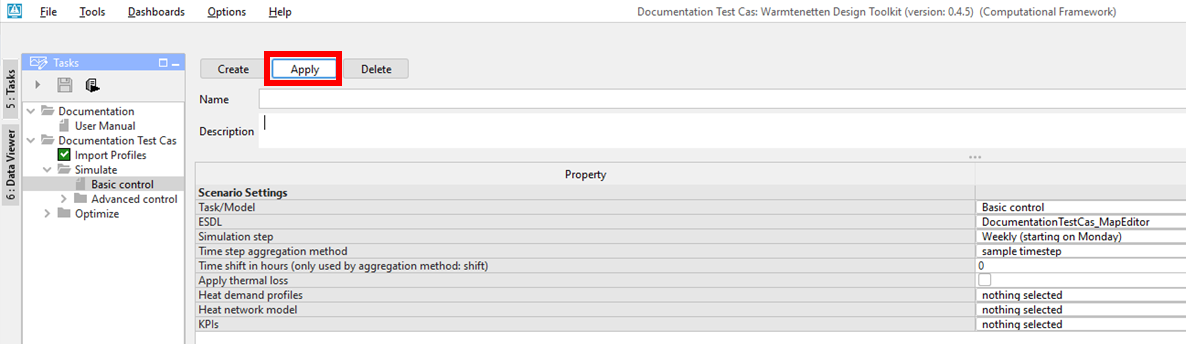 File Tools Dashboards Options Help Documentation Test Cas: Warmtenetten Design Toolkit (version: 0.4.5) (Computational Framework)
5 : Tasks
6 : Data Viewer
Tasks
Documentation
User Manual
Documentation Test Cas
Import Profiles
Simulate
Basic control
Advanced control
Optimize
Create Apply Delete
Name
Description
Property
Scenario Settings
Task/Model Basic control
ESDL DocumentationTestCas_MapEditor
Simulation step Weekly (starting on Monday)
Time step aggregation method sample timestep
Time shift in hours (only used by aggregation method: shift) 0
Apply thermal loss
Heat demand profiles nothing selected
Heat network model nothing selected
KPIs nothing selected